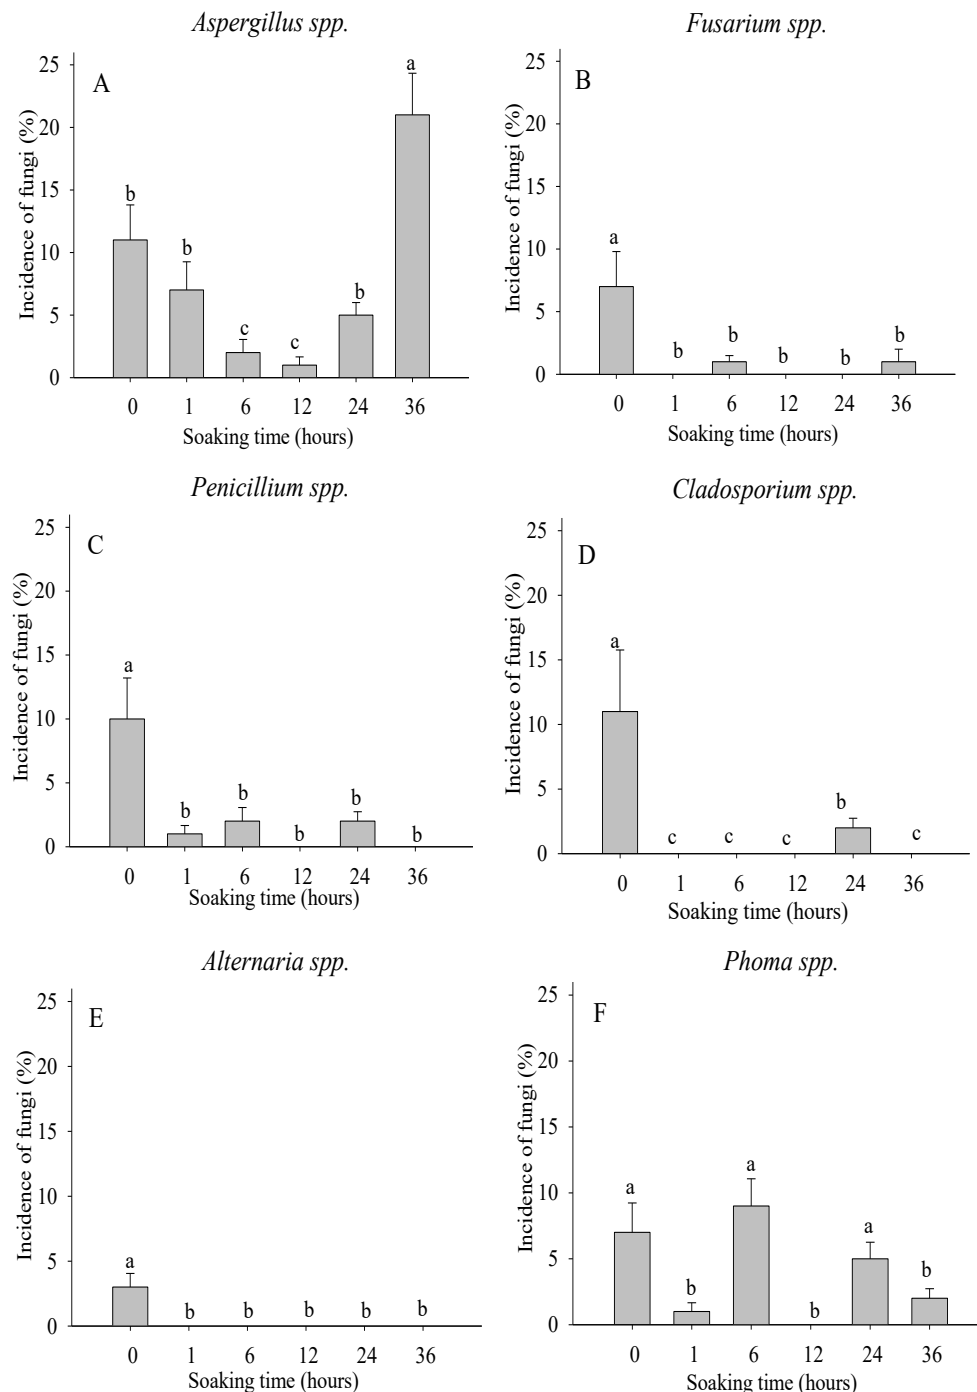 Aspergillus spp.
A
Incidence of fungi (%)
25
20
15
10
5
0
b
b
c
c
b
a
0 1 6 12 24 36
Soaking time (hours)
Fusarium spp.
B
Incidence of fungi (%)
25
20
15
10
5
0
a
b
b
b
b
b
0 1 6 12 24 36
Soaking time (hours)
Penicillium spp.
C
Incidence of fungi (%)
25
20
15
10
5
0
a
b
b
b
b
b
0 1 6 12 24 36
Soaking time (hours)
Cladosporium spp.
D
Incidence of fungi (%)
25
20
15
10
5
0
a
c
c
c
b
c
0 1 6 12 24 36
Soaking time (hours)
Alternaria spp.
E
Incidence of fungi (%)
25
20
15
10
5
0
a
b
b
b
b
b
0 1 6 12 24 36
Soaking time (hours)
Phoma spp.
F
Incidence of fungi (%)
25
20
15
10
5
0
a
b
a
b
a
b
0 1 6 12 24 36
Soaking time (hours)